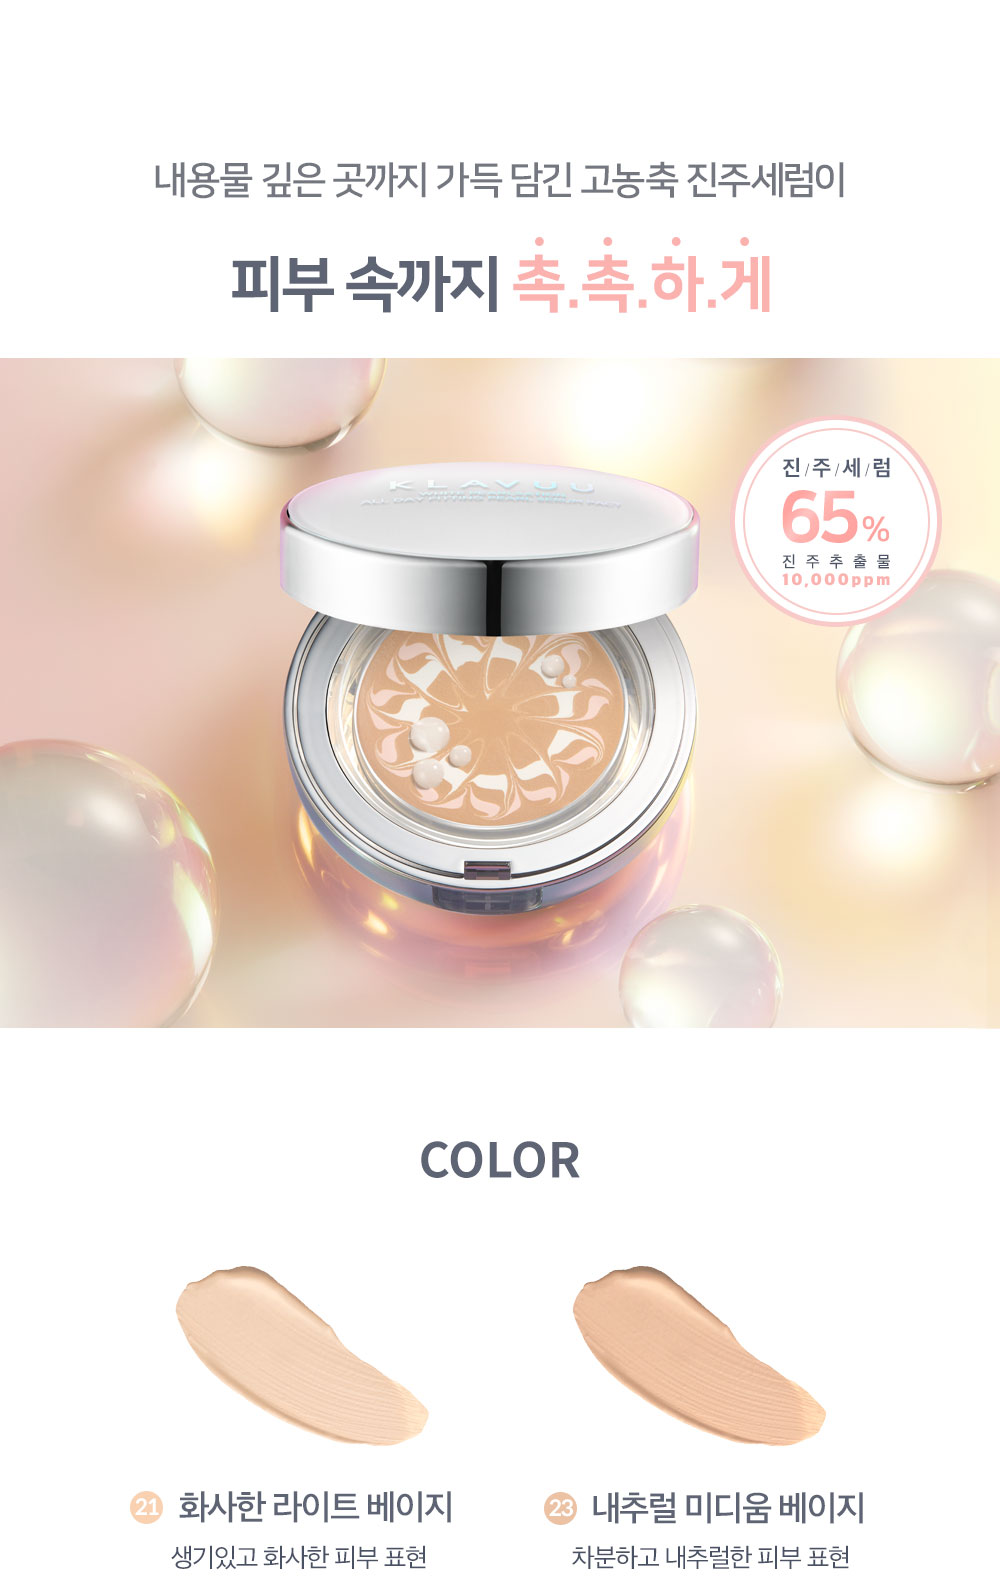 내용물 깊은 곳까지 가득 담긴 고농축 진주세럼이
피부 속까지 촉.촉.하.게
진/주/세/럼
65%
진주추출물
10,000ppm
KLAVUU
WHITE PEARLSATION
ALL DAY FITTING PEARL SERUM PACT
COLOR
21 화사한 라이트 베이지
생기있고 화사한 피부 표현
23 내추럴 미디움 베이지
차분하고 내추럴한 피부 표현